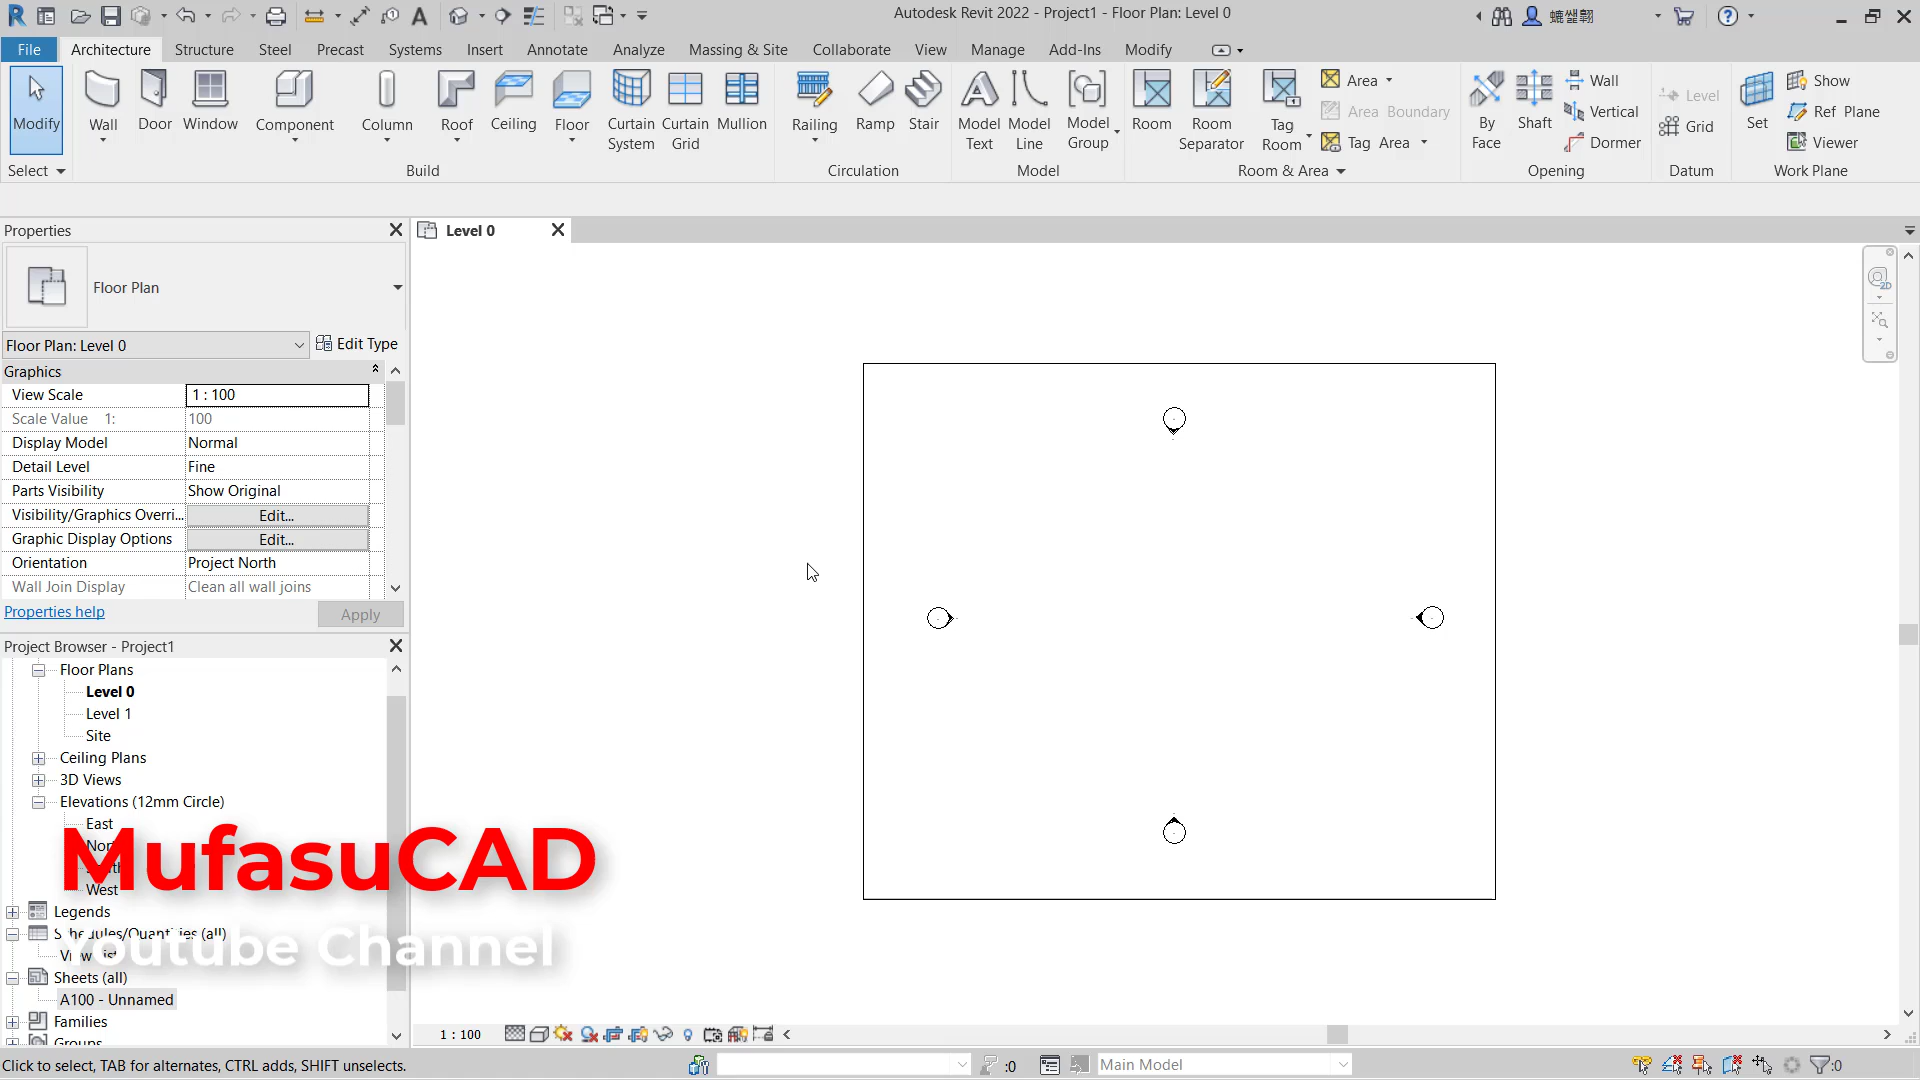 Autodesk Revit 2022 - Project1 - Floor Plan: Level 0
File Architecture Structure Steel Precast Systems Insert Annotate Analyze Massing & Site Collaborate View Manage Add-Ins Modify
Modify
Wall
Door
Window
Component
Column
Roof
Ceiling
Floor
Curtain System
Curtain Grid
Mullion
Railing
Ramp
Stair
Model Text
Model Line
Model Group
Room
Room Separator
Tag Room
Area
Area Boundary
Tag Area
By Face
Shaft
Wall
Vertical
Dormer
Level
Grid
Set
Show
Ref Plane
Viewer
Select Build Circulation Model Room & Area Opening Datum Work Plane
Properties
Level 0
Floor Plan
Floor Plan: Level 0 Edit Type
Graphics
View Scale 1 : 100
Scale Value 1: 100
Display Model Normal
Detail Level Fine
Parts Visibility Show Original
Visibility/Graphics Overri... Edit...
Graphic Display Options Edit...
Orientation Project North
Wall Join Display Clean all wall joins
Properties help Apply
Project Browser - Project1
Floor Plans
Level 0
Level 1
Site
Ceiling Plans
3D Views
Elevations (12mm Circle)
East
West
MufasuCAD
Legends
Schedules/Quantities (all)
Youtube Channel
Sheets (all)
A100 - Unnamed
Families
Groups
1 : 100
Click to select, TAB for alternates, CTRL adds, SHIFT unselects.
:0
Main Model
:0